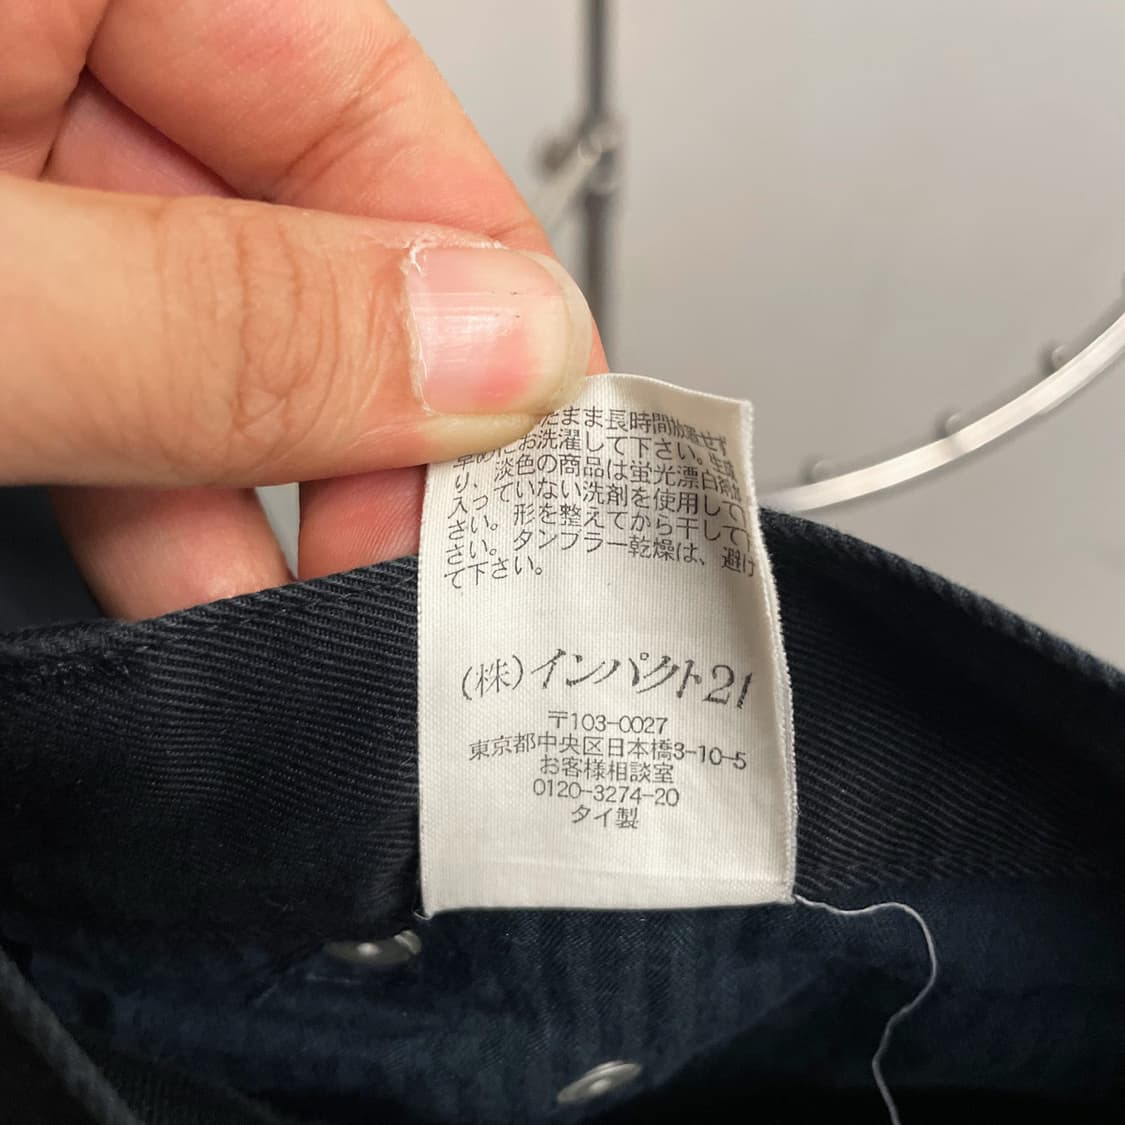 たまま長時間放置せず
早めにお洗濯して下さい。生成
り、淡色の商品は蛍光漂白剤の
入っていない洗剤を使用して
さい。形を整えてから干して
さい。タンブラー乾燥は、避け
て下さい。
(株)インパクト21
〒103-0027
東京都中央区日本橋3-10-5
お客様相談室
0120-3274-20
タイ製